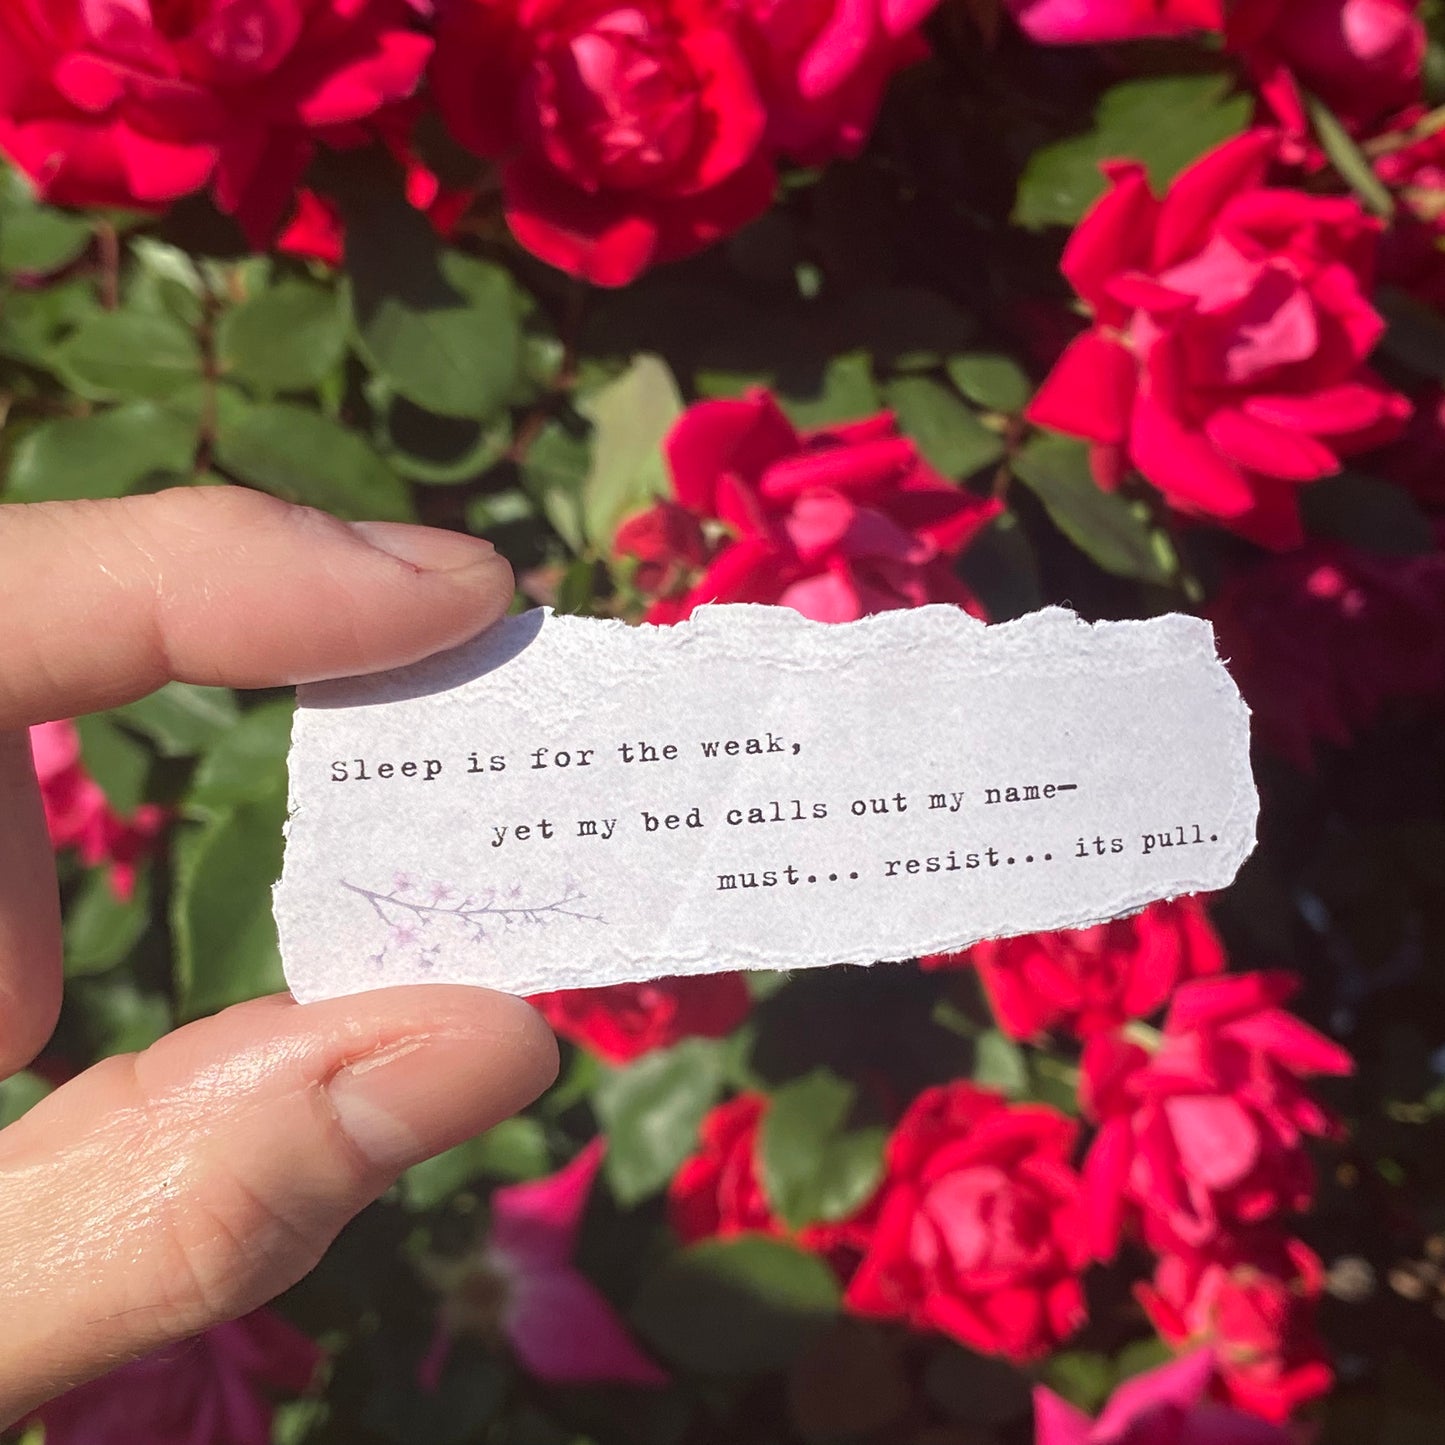 Sleep is for the weak,
yet my bed calls out my name—
must... resist... its pull.